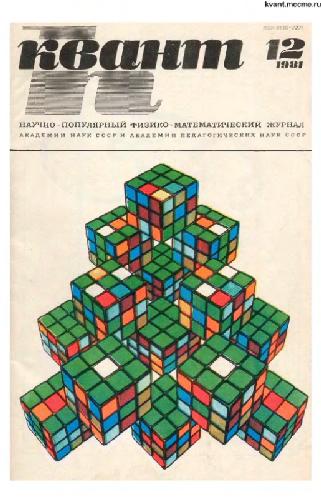 kvant.mccme.ru
квант 12
1981
НАУЧНО-ПОПУЛЯРНЫЙ ФИЗИКО-МАТЕМАТИЧЕСКИЙ ЖУРНАЛ
АКАДЕМИИ НАУК СССР И АКАДЕМИИ ПЕДАГОГИЧЕСКИХ НАУК СССР